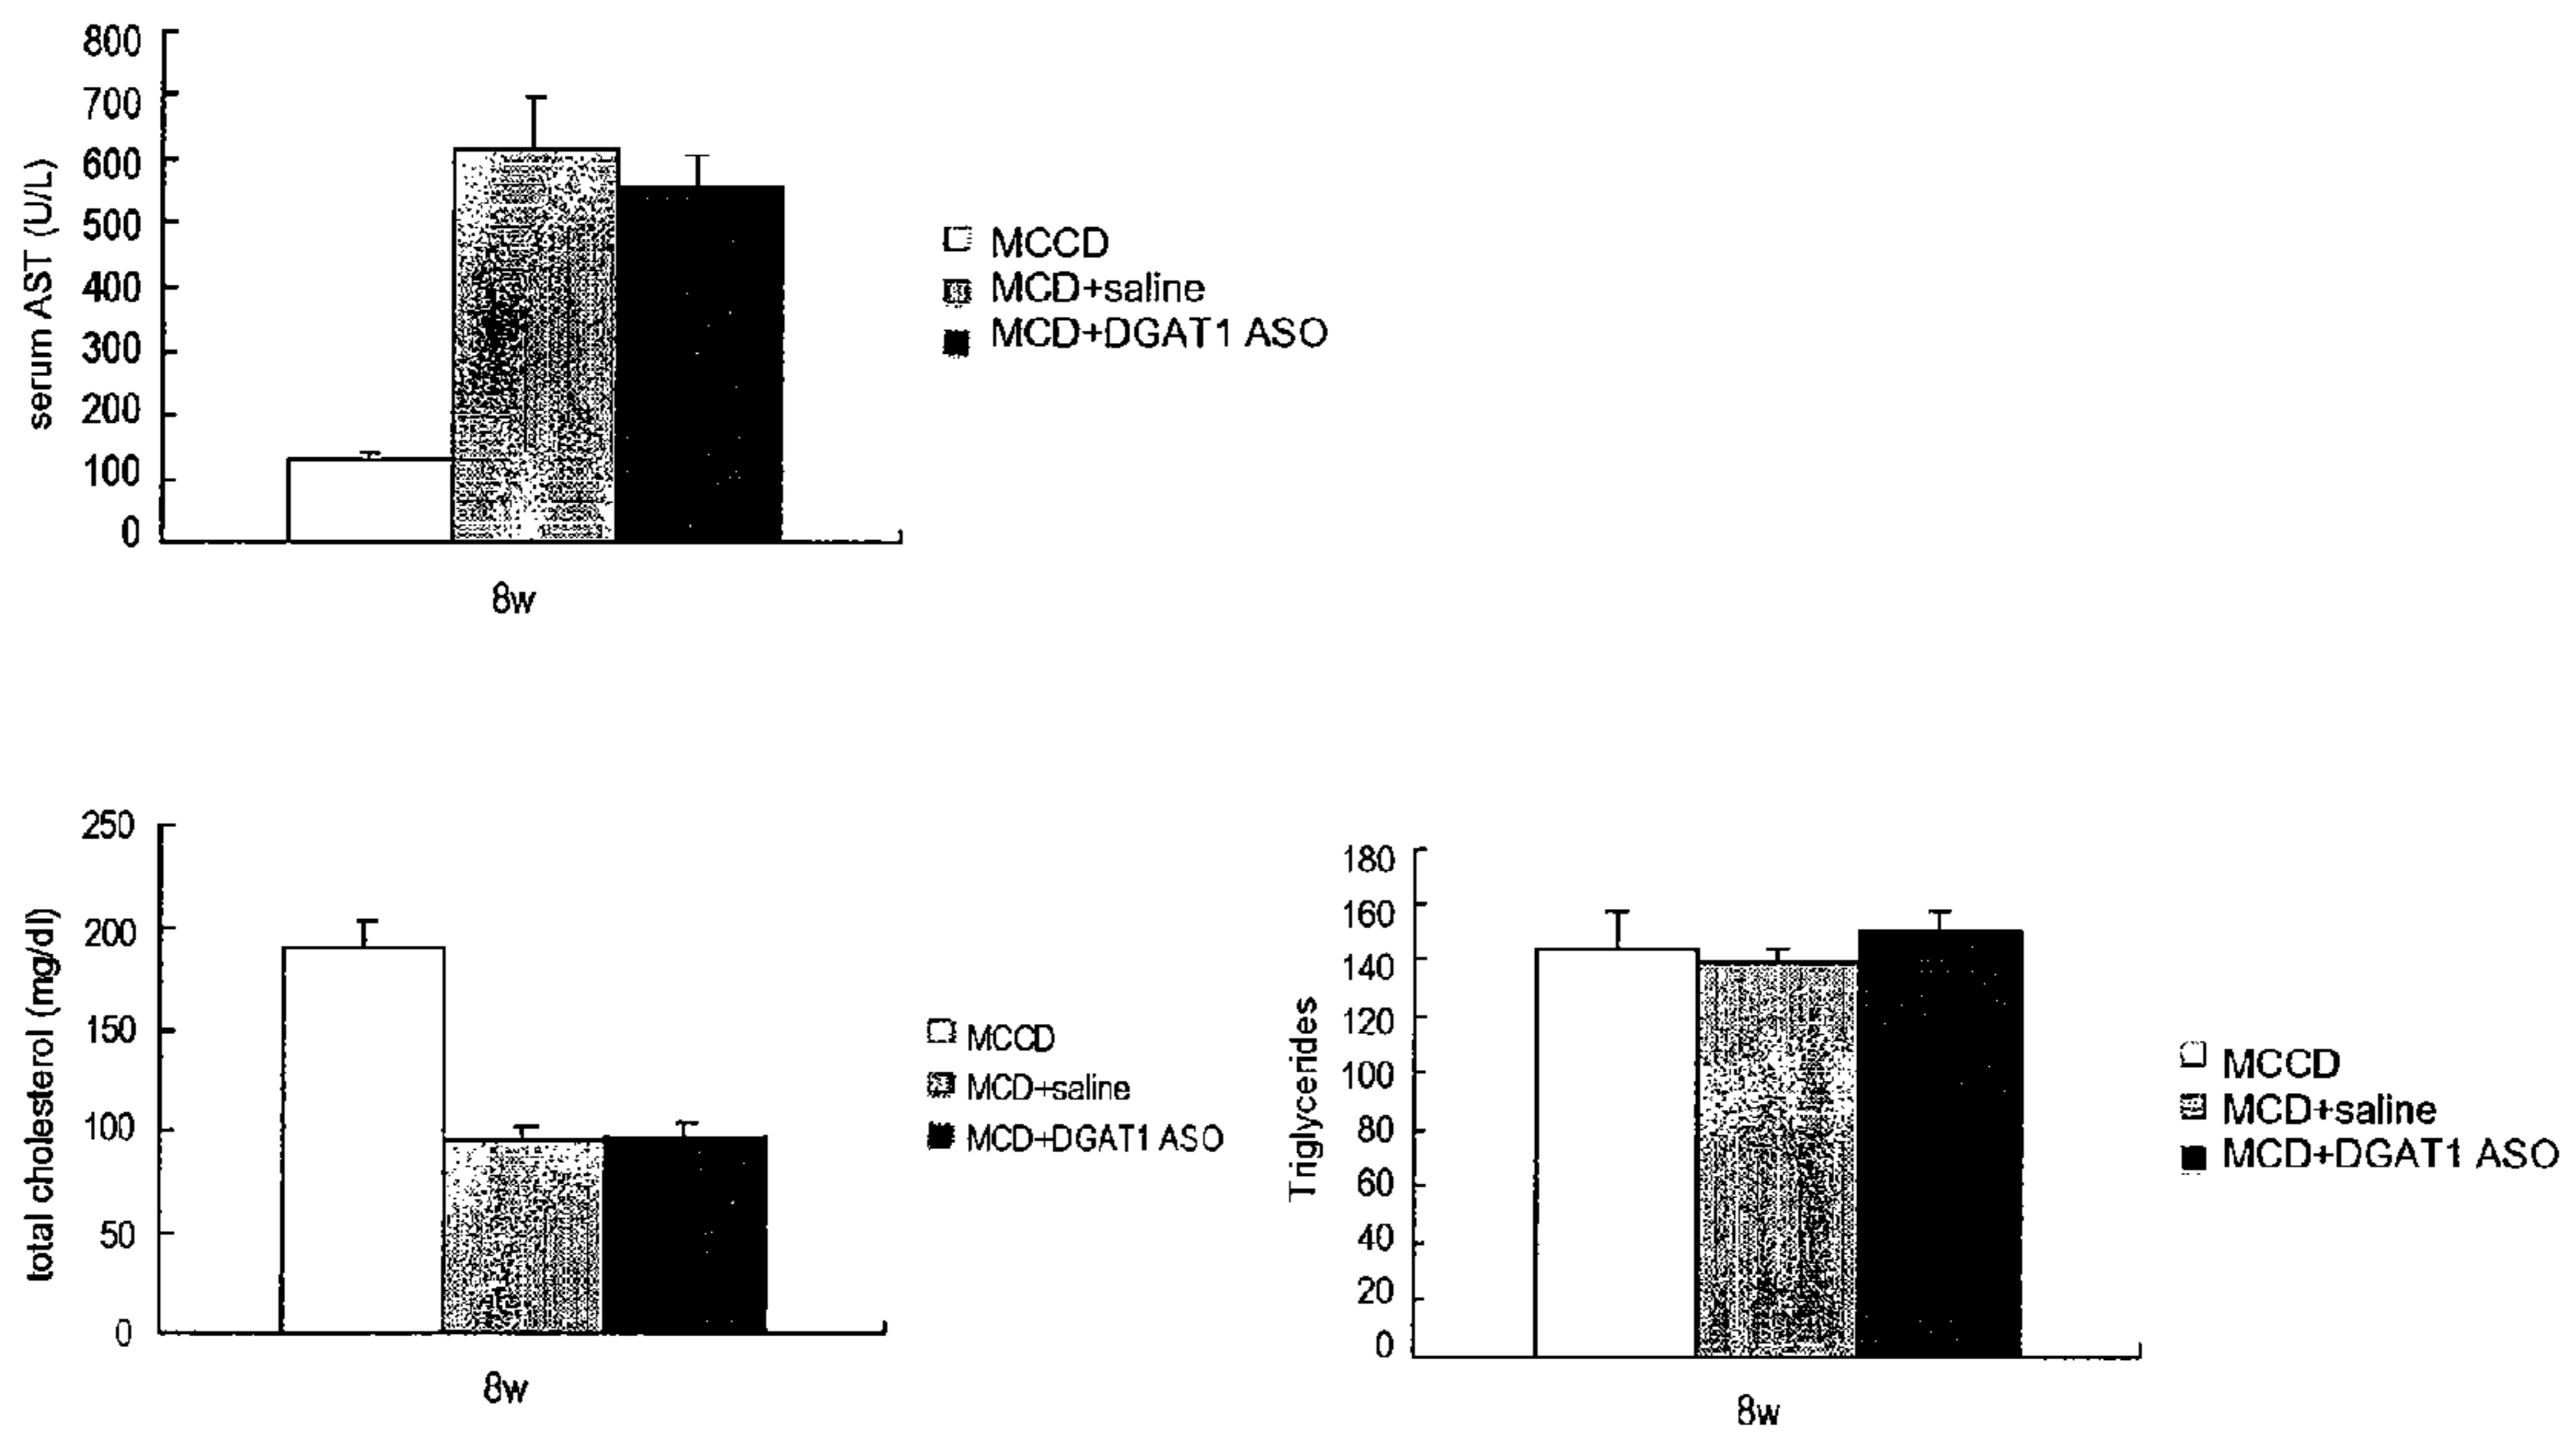 800
700
600
500
400
300
200
100
0
serum AST (U/L)
8w
MCCD
MCD+saline
MCD+DGAT1 ASO
250
200
150
100
50
0
total cholesterol (mg/dl)
8w
MCCD
MCD+saline
MCD+DGAT1 ASO
180
160
140
120
100
80
60
40
20
0
Triglycerides
8w
MCCD
MCD+saline
MCD+DGAT1 ASO